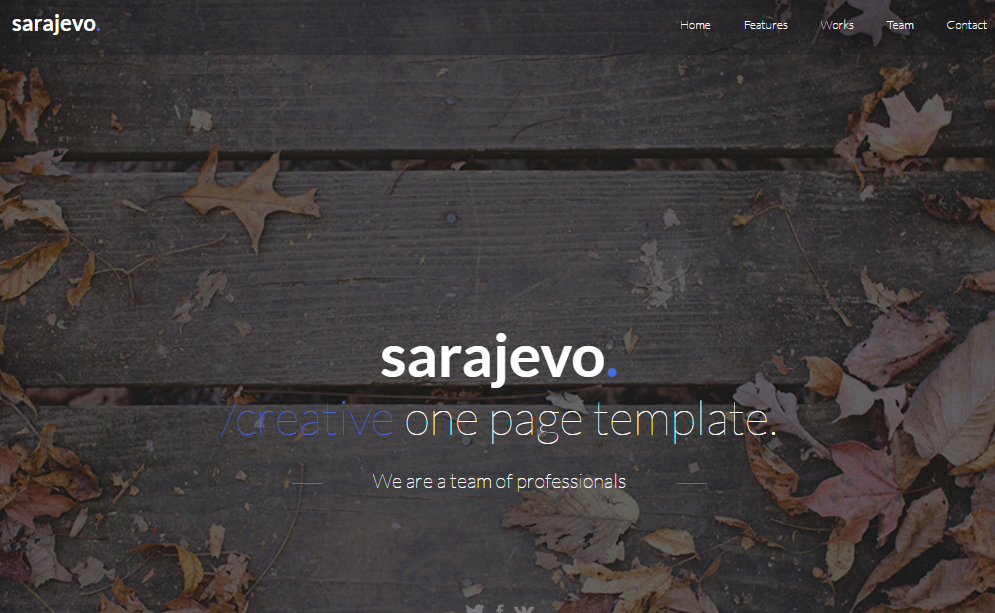 sarajevo.
Home Features Works Team Contact
sarajevo.
/creative one page template.
We are a team of professionals